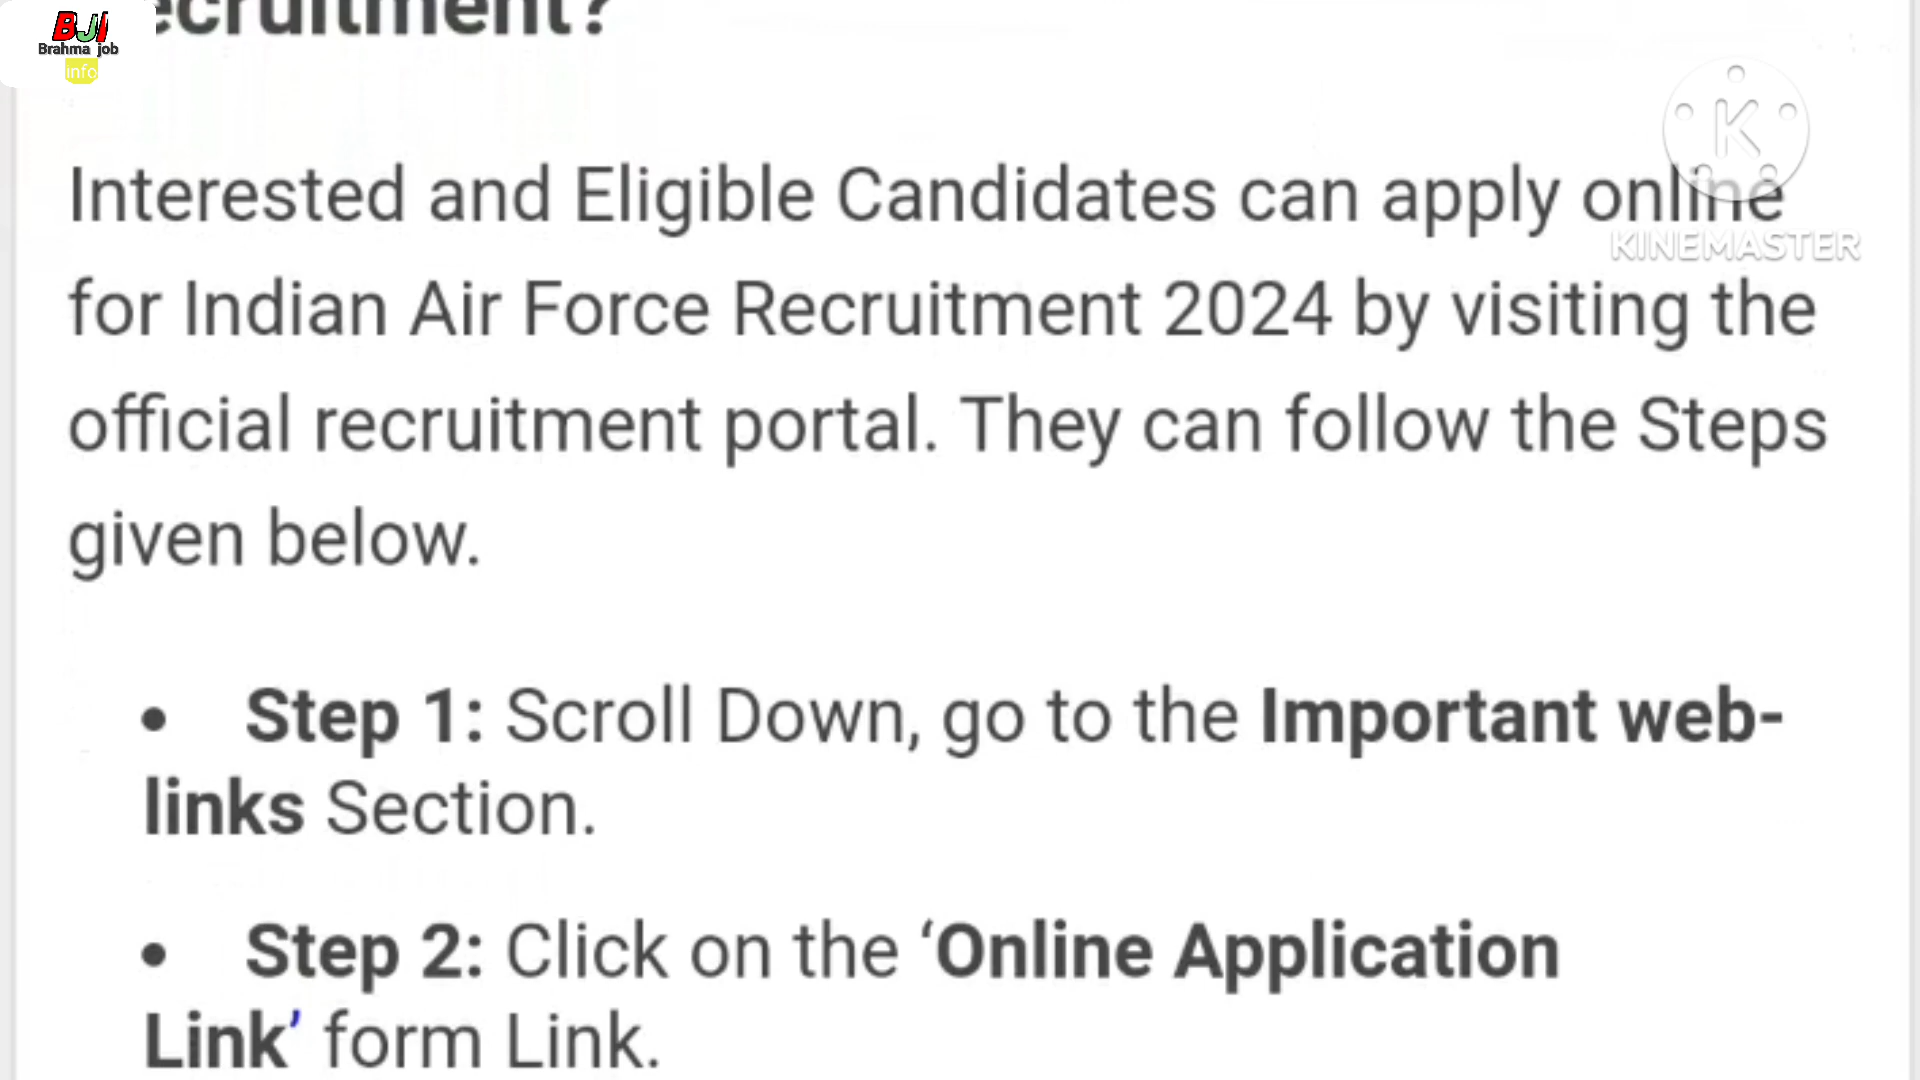 ecruitment?
BJI
Brahma job
info
K
KINEMASTER
Interested and Eligible Candidates can apply online
for Indian Air Force Recruitment 2024 by visiting the
official recruitment portal. They can follow the Steps
given below.
• Step 1: Scroll Down, go to the Important web-
links Section.
• Step 2: Click on the ‘Online Application
Link’ form Link.